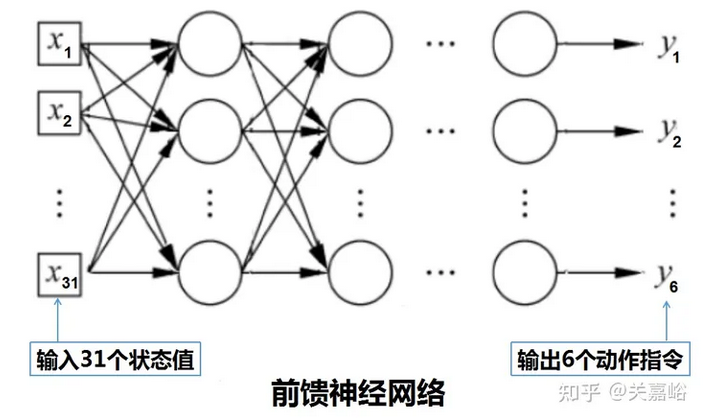 x1
y1
x2
y2
x31
y6
输入31个状态值
输出6个动作指令
前馈神经网络
知乎 @关嘉峪